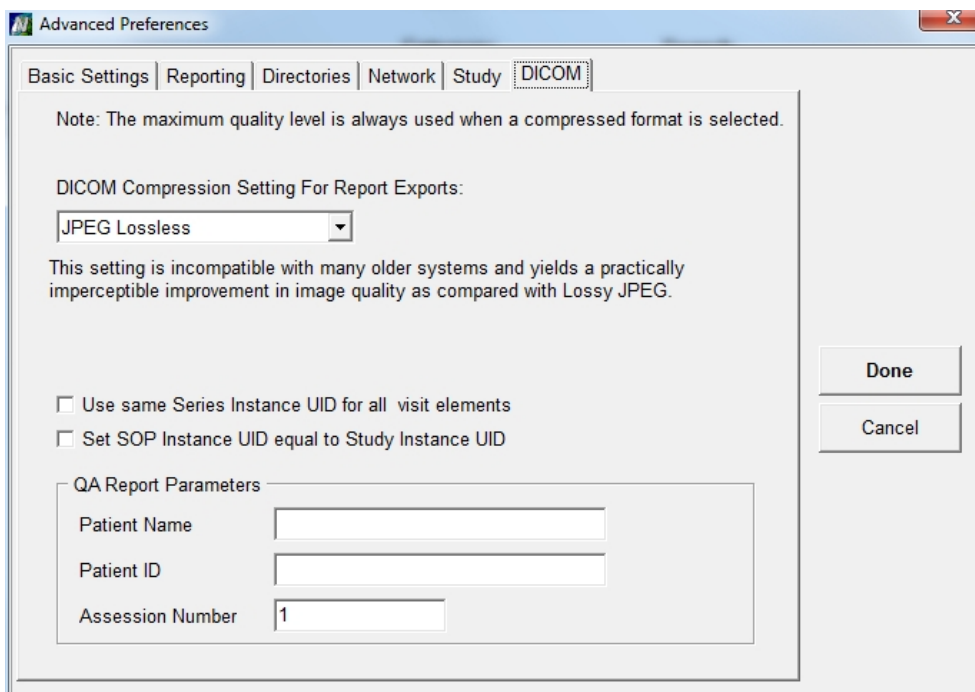 Advanced Preferences
Basic Settings Reporting Directories Network Study DICOM
Note: The maximum quality level is always used when a compressed format is selected.
DICOM Compression Setting For Report Exports:
JPEG Lossless
This setting is incompatible with many older systems and yields a practically
imperceptible improvement in image quality as compared with Lossy JPEG.
Done
Use same Series Instance UID for all visit elements
Cancel
Set SOP Instance UID equal to Study Instance UID
QA Report Parameters
Patient Name
Patient ID
Assession Number 1